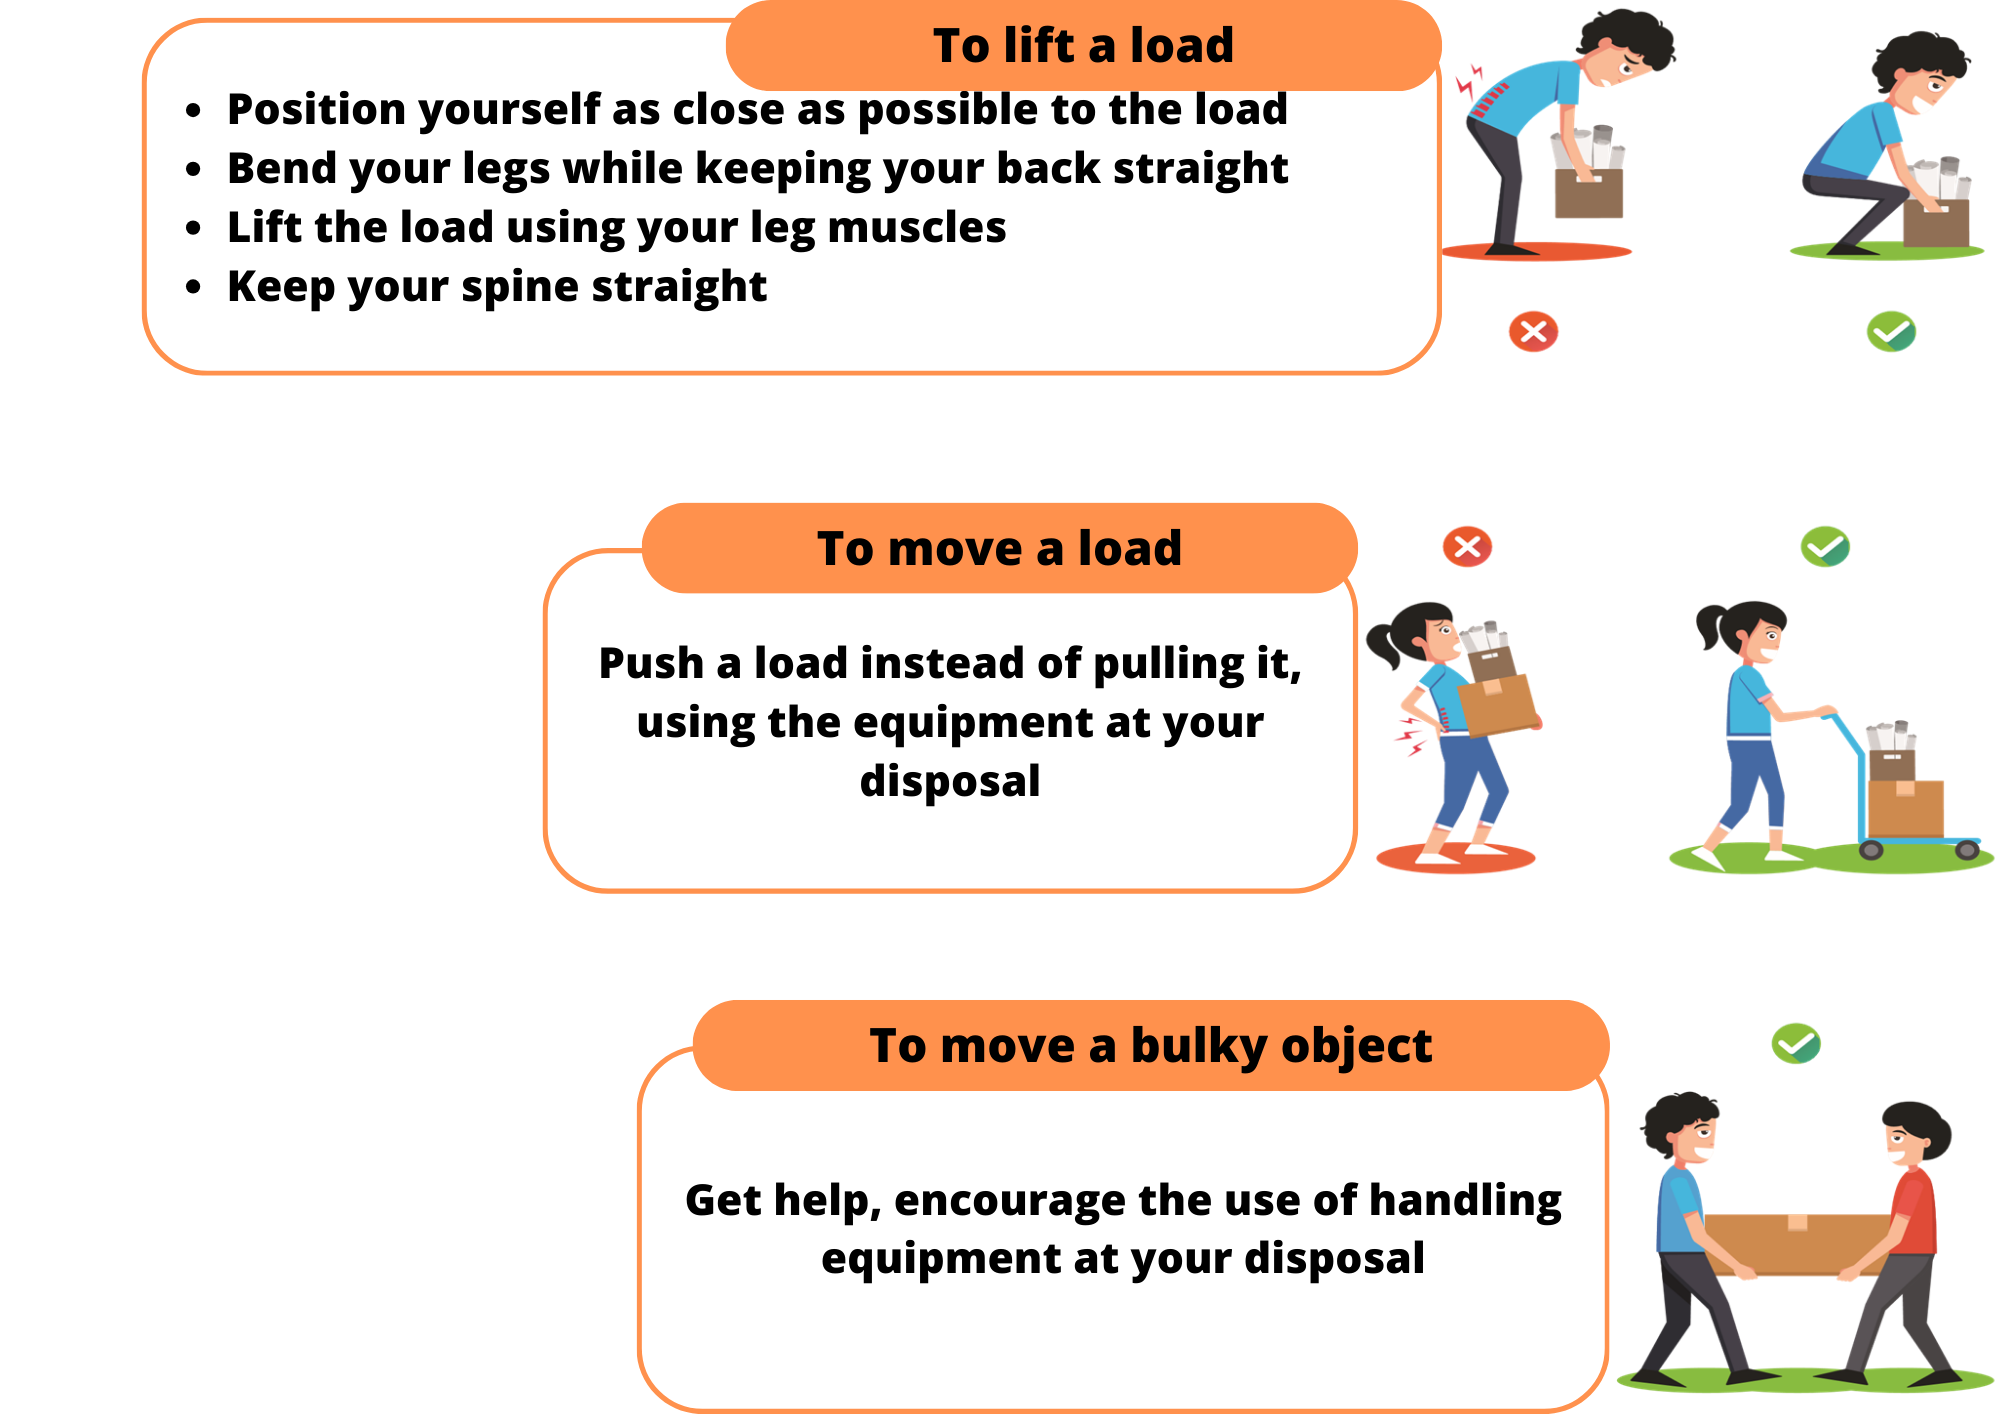 To lift a load
• Position yourself as close as possible to the load
• Bend your legs while keeping your back straight
• Lift the load using your leg muscles
• Keep your spine straight
To move a load
Push a load instead of pulling it,
using the equipment at your
disposal
To move a bulky object
Get help, encourage the use of handling
equipment at your disposal